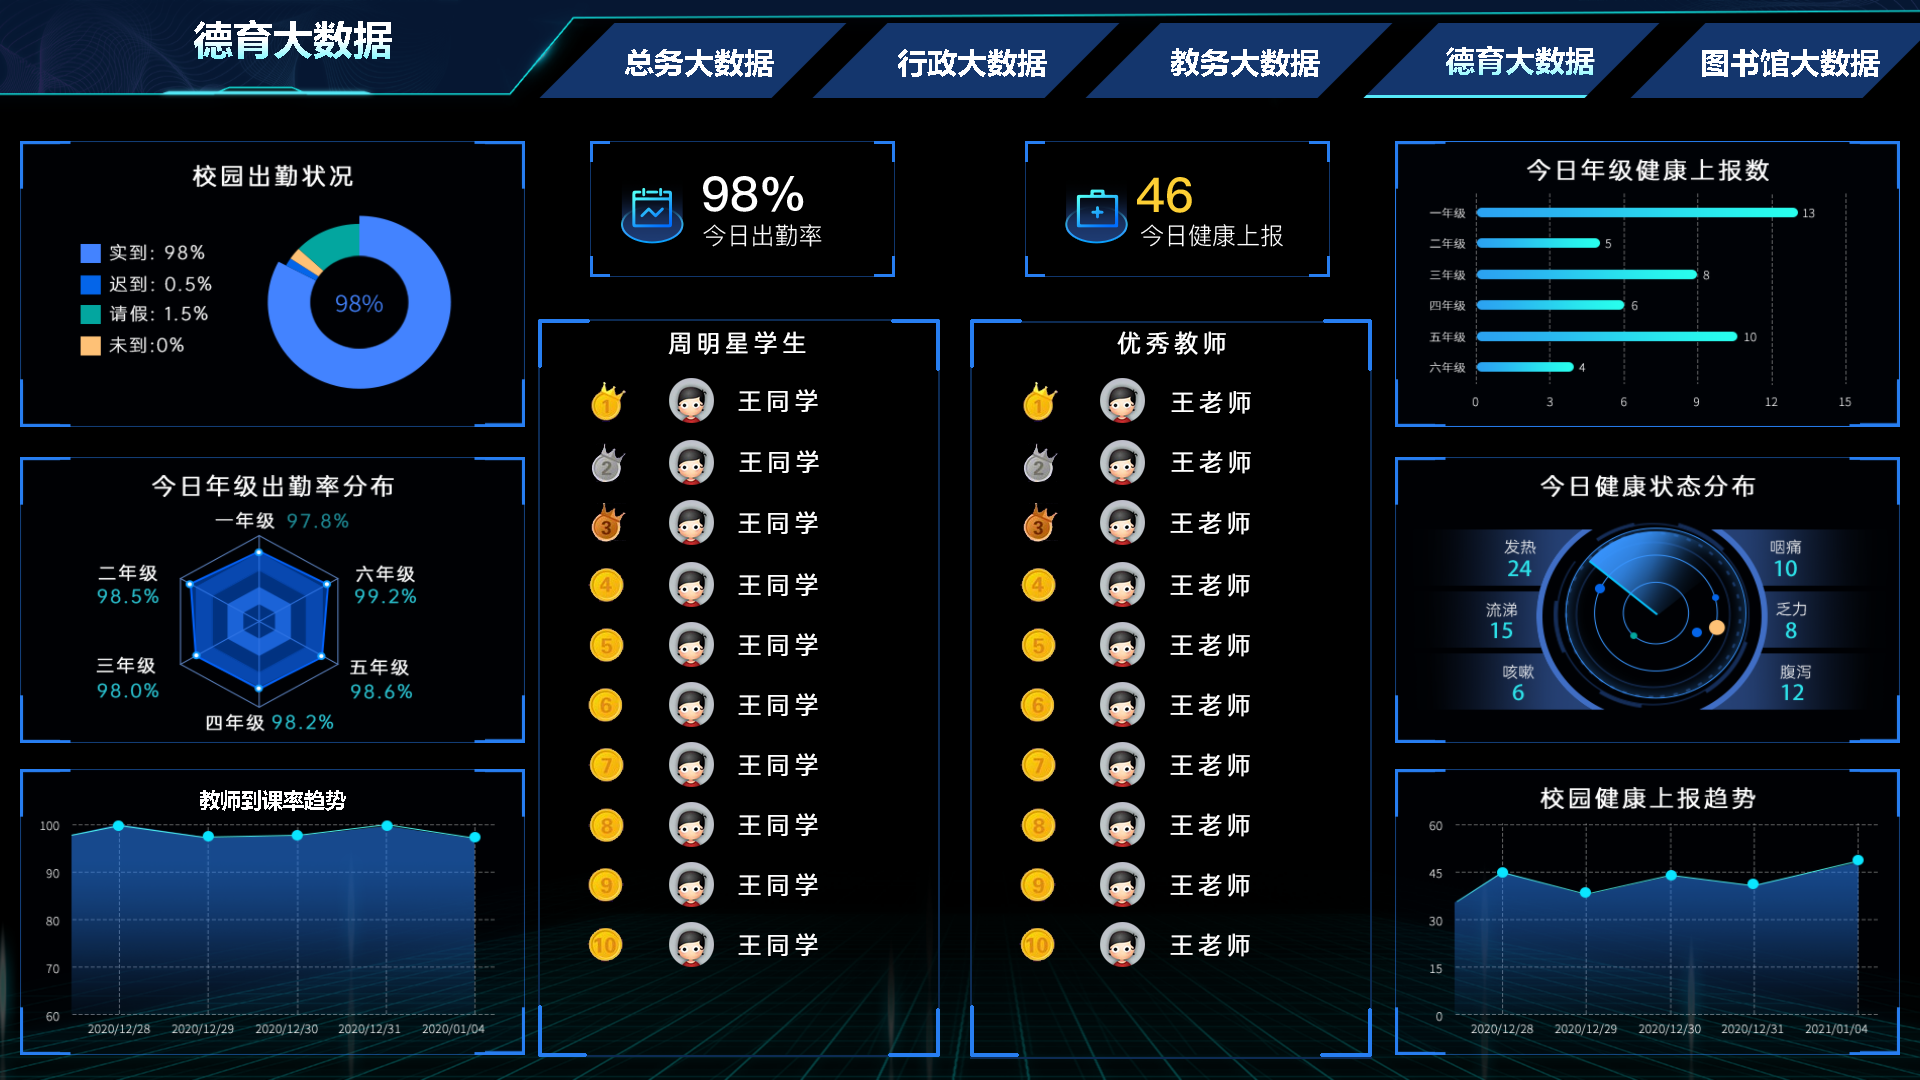 德育大数据
总务大数据
行政大数据
教务大数据
德育大数据
图书馆大数据
校园出勤状况
实到: 98%
迟到: 0.5%
请假: 1.5%
未到:0%
98%
98%
今日出勤率
46
今日健康上报
今日年级健康上报数
一年级 13
二年级 5
三年级 8
四年级 6
五年级 10
六年级 4
0 3 6 9 12 15
今日年级出勤率分布
一年级 97.8%
二年级
98.5%
六年级
99.2%
三年级
98.0%
五年级
98.6%
四年级 98.2%
周明星学生
1 王同学
2 王同学
3 王同学
4 王同学
5 王同学
6 王同学
7 王同学
8 王同学
9 王同学
10 王同学
优秀教师
1 王老师
2 王老师
3 王老师
4 王老师
5 王老师
6 王老师
7 王老师
8 王老师
9 王老师
10 王老师
今日健康状态分布
发热
24
咽痛
10
流涕
15
乏力
8
咳嗽
6
腹泻
12
教师到课率趋势
100
90
80
70
60
2020/12/28 2020/12/29 2020/12/30 2020/12/31 2020/01/04
校园健康上报趋势
60
45
30
15
0
2020/12/28 2020/12/29 2020/12/30 2020/12/31 2021/01/04